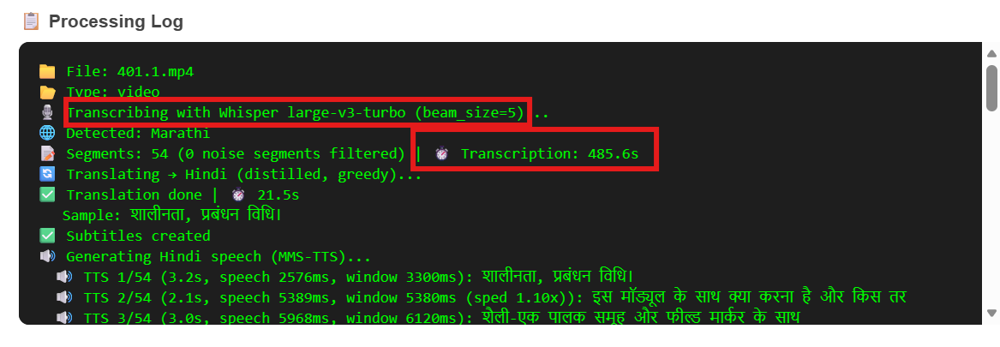 📋 Processing Log
📁 File: 401.1.mp4
📂 Type: video
🎙️ Transcribing with Whisper large-v3-turbo (beam_size=5)...
🌐 Detected: Marathi
📝 Segments: 54 (0 noise segments filtered) | ⏱️ Transcription: 485.6s
🔄 Translating → Hindi (distilled, greedy)...
✅ Translation done | ⏱️ 21.5s
Sample: शालीनता, प्रबंधन विधि।
✅ Subtitles created
🔊 Generating Hindi speech (MMS-TTS)...
🔊 TTS 1/54 (3.2s, speech 2576ms, window 3300ms): शालीनता, प्रबंधन विधि।
🔊 TTS 2/54 (2.1s, speech 5389ms, window 5380ms (sped 1.10x)): इस मॉड्यूल के साथ क्या करना है और किस तर
🔊 TTS 3/54 (3.0s, speech 5968ms, window 6120ms): शैली-एक पालक समूह और फील्ड मार्कर के साथ